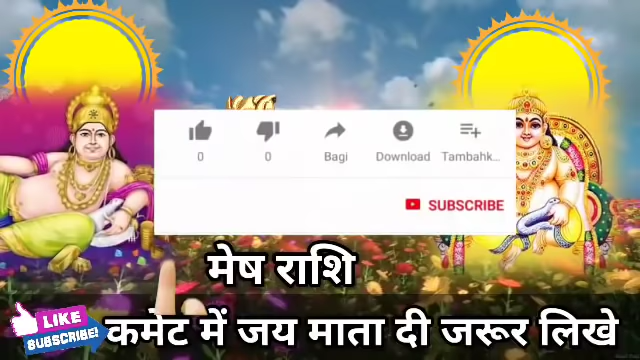 0 0 Bagi Download Tambahk...
SUBSCRIBE
मेष राशि
LIKE
SUBSCRIBE!
कमेट में जय माता दी जरूर लिखे